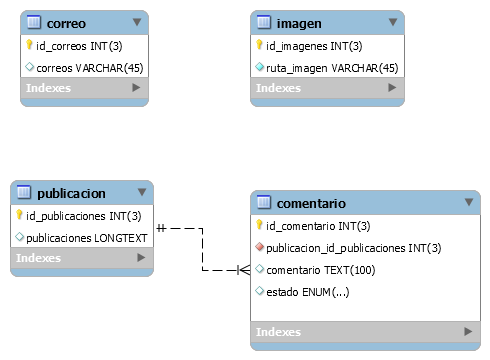 correo
id_correos INT(3)
correos VARCHAR(45)
Indexes
imagen
id_imagenes INT(3)
ruta_imagen VARCHAR(45)
Indexes
publicacion
id_publicaciones INT(3)
publicaciones LONGTEXT
Indexes
comentario
id_comentario INT(3)
publicacion_id_publicaciones INT(3)
comentario TEXT(100)
estado ENUM(...)
Indexes